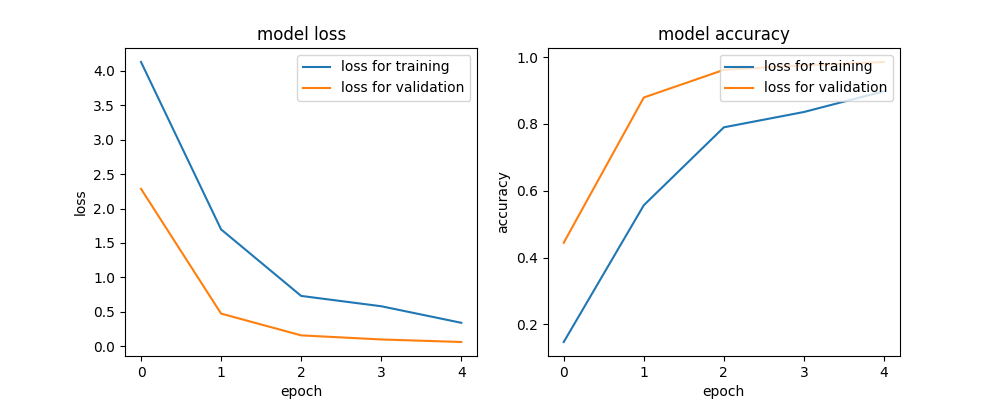 model loss
loss for training
loss for validation
4.0
3.5
3.0
2.5
2.0
1.5
1.0
0.5
0.0
loss
0 1 2 3 4
epoch
model accuracy
loss for training
loss for validation
1.0
0.8
0.6
0.4
0.2
accuracy
0 1 2 3 4
epoch